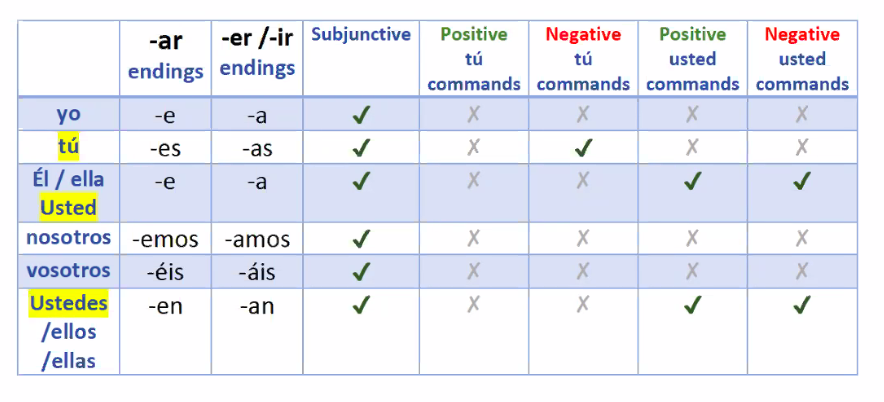 -ar endings | -er /-ir endings | Subjunctive | Positive tú commands | Negative tú commands | Positive usted commands | Negative usted commands
yo | -e | -a | ✓ | ✗ | ✗ | ✗ | ✗
tú | -es | -as | ✓ | ✗ | ✓ | ✗ | ✗
Él / ella Usted | -e | -a | ✓ | ✗ | ✗ | ✓ | ✓
nosotros | -emos | -amos | ✓ | ✗ | ✗ | ✗ | ✗
vosotros | -éis | -áis | ✓ | ✗ | ✗ | ✗ | ✗
Ustedes /ellos /ellas | -en | -an | ✓ | ✗ | ✗ | ✓ | ✓